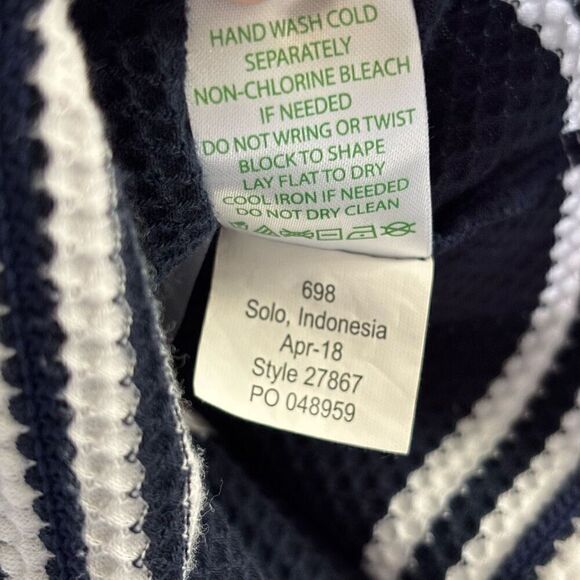 HAND WASH COLD
SEPARATELY
NON-CHLORINE BLEACH
IF NEEDED
DO NOT WRING OR TWIST
BLOCK TO SHAPE
LAY FLAT TO DRY
COOL IRON IF NEEDED
DO NOT DRY CLEAN
698
Solo, Indonesia
Apr-18
Style 27867
PO 048959